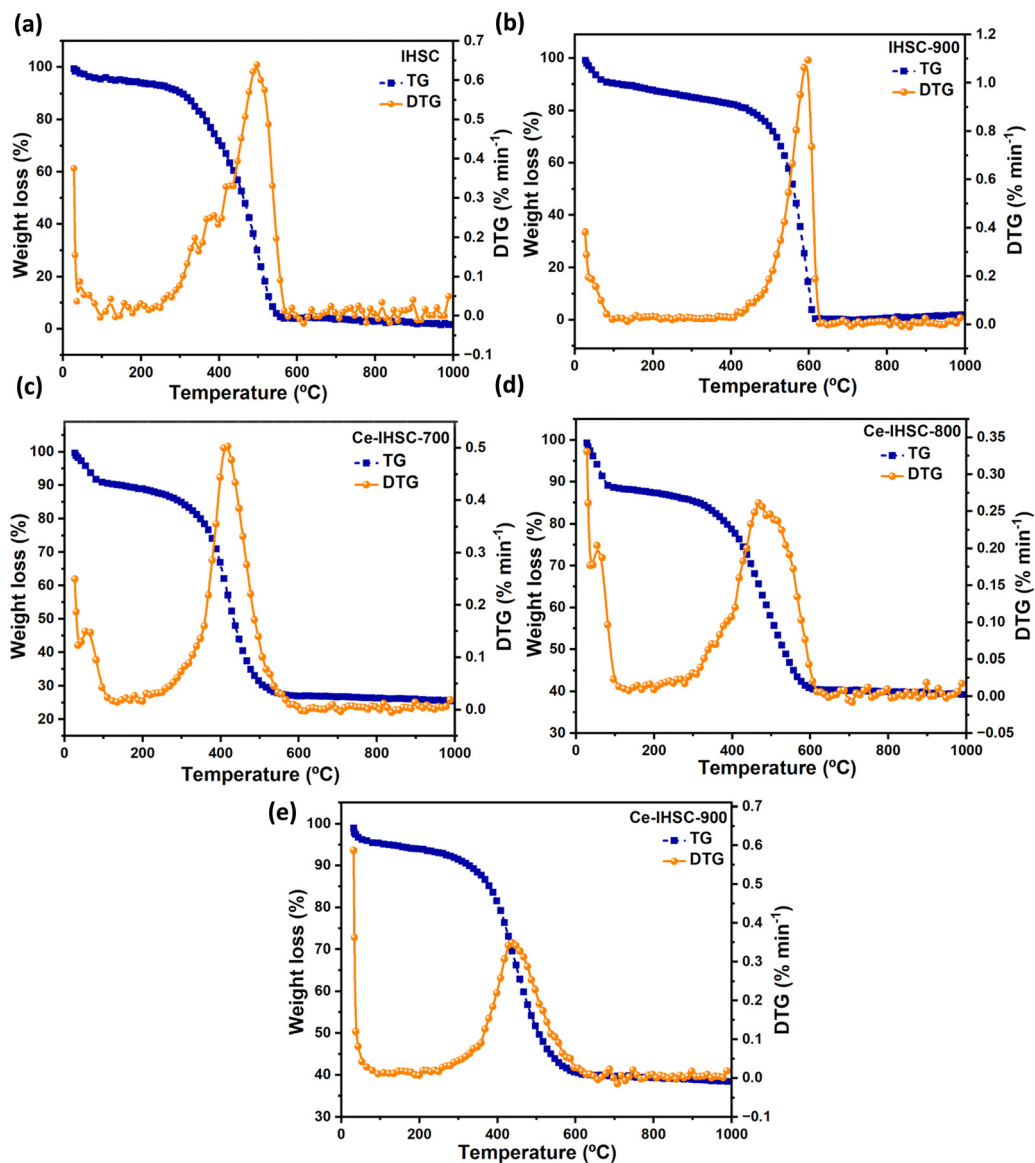 (a)
IHSC
TG
DTG
Weight loss (%)
100
80
60
40
20
0
DTG (% min⁻¹)
0.7
0.6
0.5
0.4
0.3
0.2
0.1
0.0
−0.1
0 200 400 600 800 1000
Temperature (ºC)
(b)
IHSC-900
TG
DTG
Weight loss (%)
100
80
60
40
20
0
DTG (% min⁻¹)
1.2
1.0
0.8
0.6
0.4
0.2
0.0
0 200 400 600 800 1000
Temperature (ºC)
(c)
Ce-IHSC-700
TG
DTG
Weight loss (%)
100
90
80
70
60
50
40
30
20
DTG (% min⁻¹)
0.5
0.4
0.3
0.2
0.1
0.0
0 200 400 600 800 1000
Temperature (ºC)
(d)
Ce-IHSC-800
TG
DTG
Weight loss (%)
100
90
80
70
60
50
40
30
DTG (% min⁻¹)
0.35
0.30
0.25
0.20
0.15
0.10
0.05
0.00
−0.05
0 200 400 600 800 1000
Temperature (ºC)
(e)
Ce-IHSC-900
TG
DTG
Weight loss (%)
100
90
80
70
60
50
40
30
DTG (% min⁻¹)
0.7
0.6
0.5
0.4
0.3
0.2
0.1
0.0
−0.1
0 200 400 600 800 1000
Temperature (ºC)